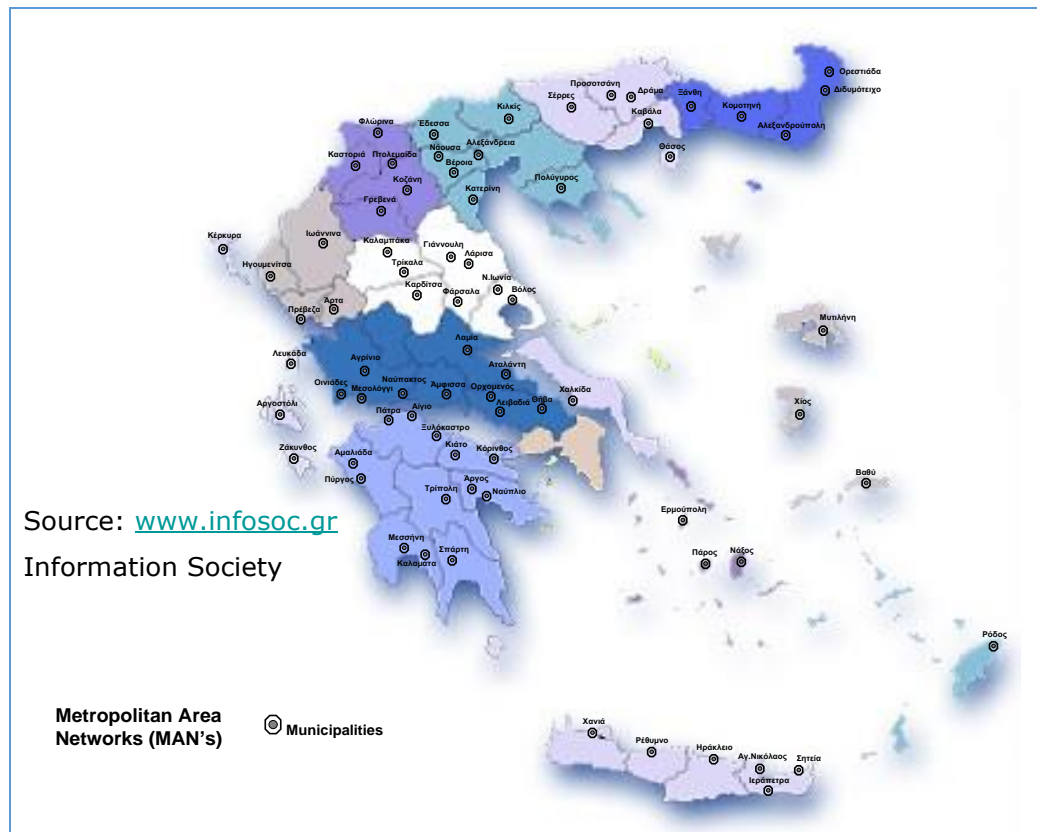 Ορεστιάδα
Διδυμότειχο
Προσοτσάνη
Δράμα
Σέρρες
Ξάνθη
Κομοτηνή
Καβάλα
Αλεξανδρούπολη
Θάσος
Κιλκίς
Φλώρινα
Έδεσσα
Νάουσα
Αλεξάνδρεια
Βέροια
Καστοριά
Πτολεμαίδα
Κοζάνη
Κατερίνη
Πολύγυρος
Γρεβενά
Κέρκυρα
Ιωάννινα
Ηγουμενίτσα
Καλαμπάκα
Γιάννουλη
Λάρισα
Τρίκαλα
Ν.Ιωνία
Καρδίτσα
Φάρσαλα
Βόλος
Άρτα
Πρέβεζα
Μυτιλήνη
Λευκάδα
Λαμία
Αγρίνιο
Αταλάντη
Οινιάδες
Μεσολόγγι
Ναύπακτος
Άμφισσα
Ορχομενός
Λειβαδιά
Θήβα
Χαλκίδα
Αργοστόλι
Πάτρα
Αίγιο
Χίος
Ξυλόκαστρο
Κιάτο
Κόρινθος
Ζάκυνθος
Αμαλιάδα
Πύργος
Βαθύ
Τρίπολη
Άργος
Ναύπλιο
Ερμούπολη
Source: www.infosoc.gr
Information Society
Μεσσήνη
Καλαμάτα
Σπάρτη
Πάρος
Νάξος
Ρόδος
Metropolitan Area
Networks (MAN's)
Municipalities
Χανιά
Ρέθυμνο
Ηράκλειο
Αγ.Νικόλαος
Σητεία
Ιεράπετρα